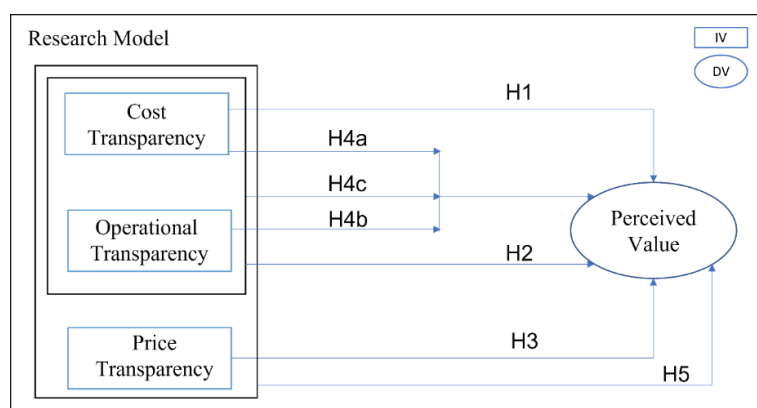 Research Model
IV
DV
Cost
Transparency
H1
H4a
H4c
H4b
Operational
Transparency
H2
Perceived
Value
Price
Transparency
H3
H5